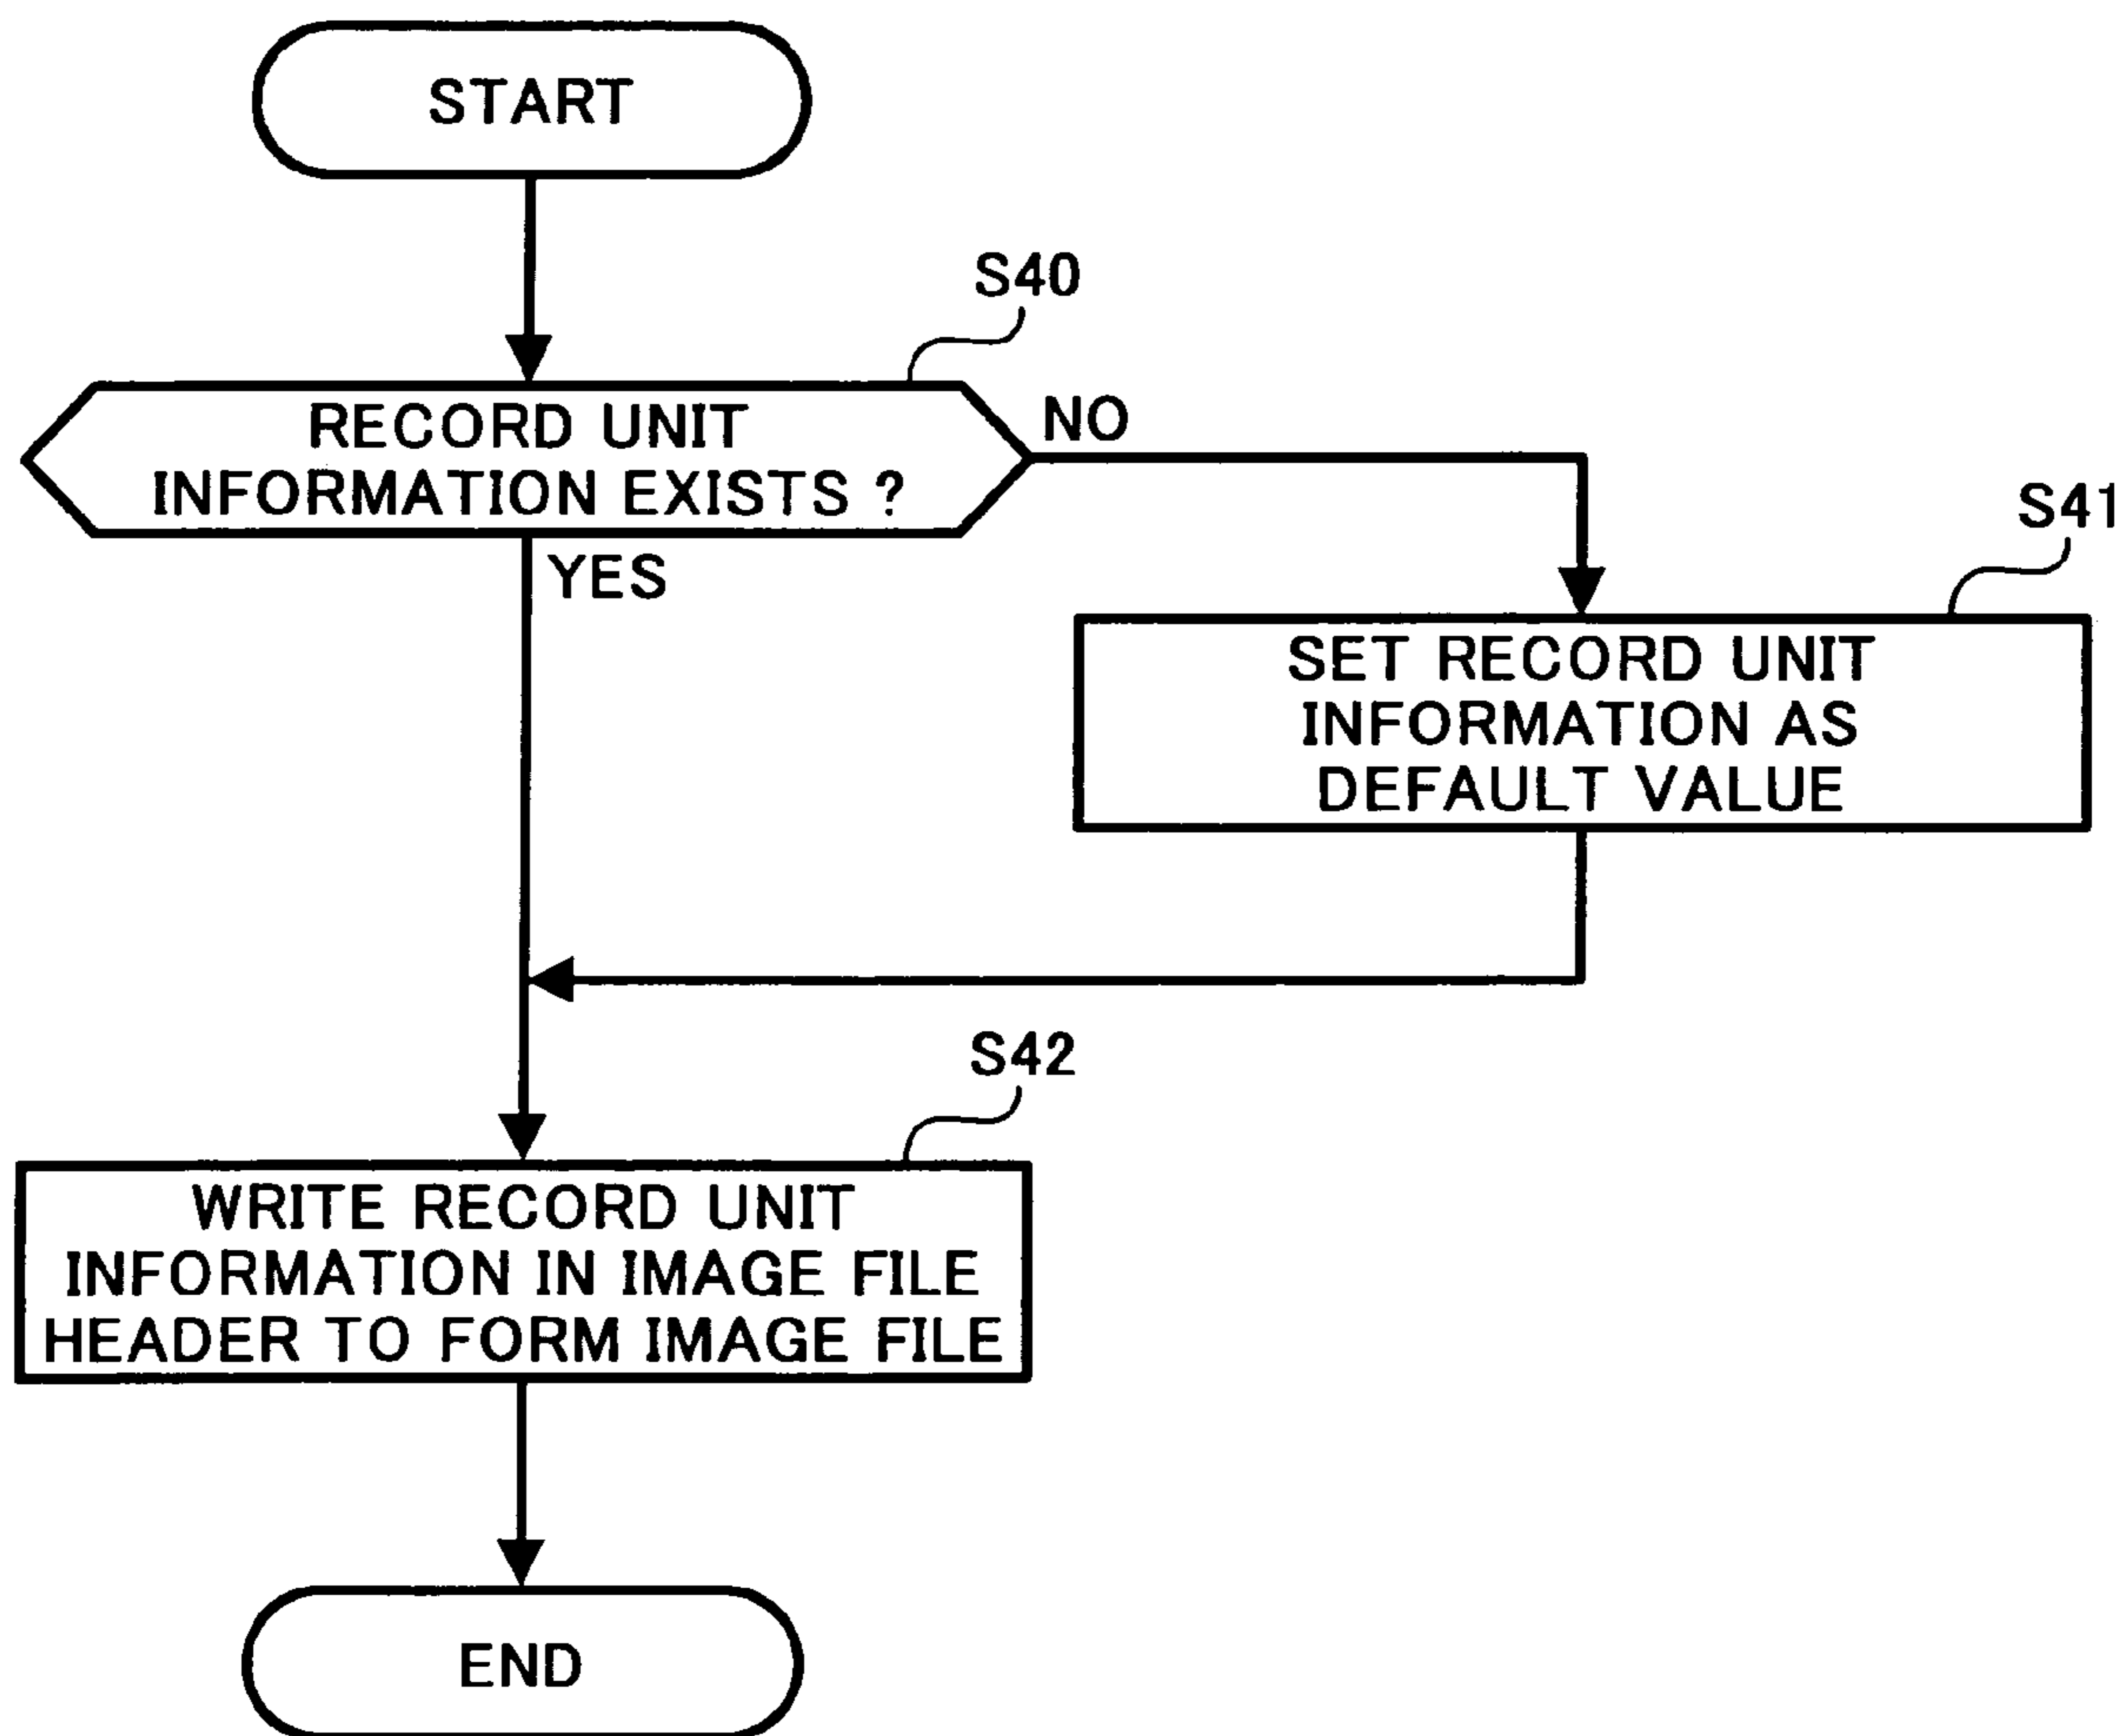 START
S40
RECORD UNIT
INFORMATION EXISTS ?
NO
YES
S41
SET RECORD UNIT
INFORMATION AS
DEFAULT VALUE
S42
WRITE RECORD UNIT
INFORMATION IN IMAGE FILE
HEADER TO FORM IMAGE FILE
END